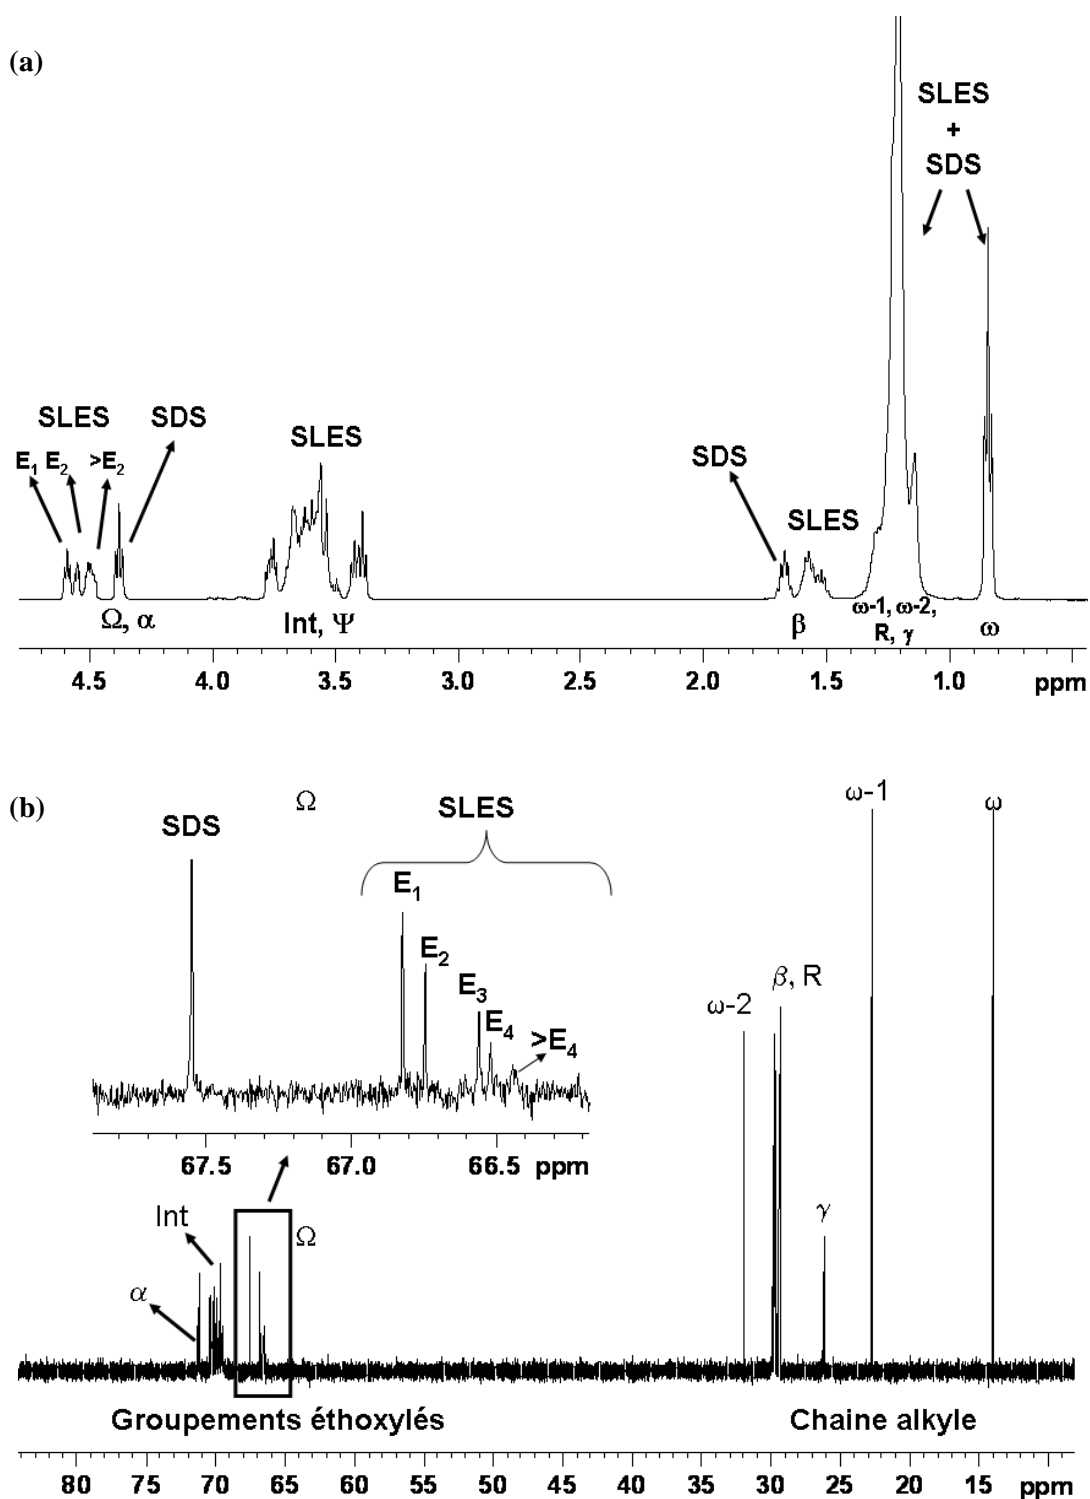 (a)
SLES
+
SDS
SLES SDS
E1 E2 >E2
SLES
SDS
SLES
Ω, α
Int, Ψ
β
ω-1, ω-2,
R, γ
ω
4.5 4.0 3.5 3.0 2.5 2.0 1.5 1.0 ppm
(b)
Ω
SDS
SLES
E1
E2
E3
E4
>E4
67.5 67.0 66.5 ppm
ω-1
ω
β, R
ω-2
γ
Int
Ω
α
Groupements éthoxylés
Chaine alkyle
80 75 70 65 60 55 50 45 40 35 30 25 20 15 ppm